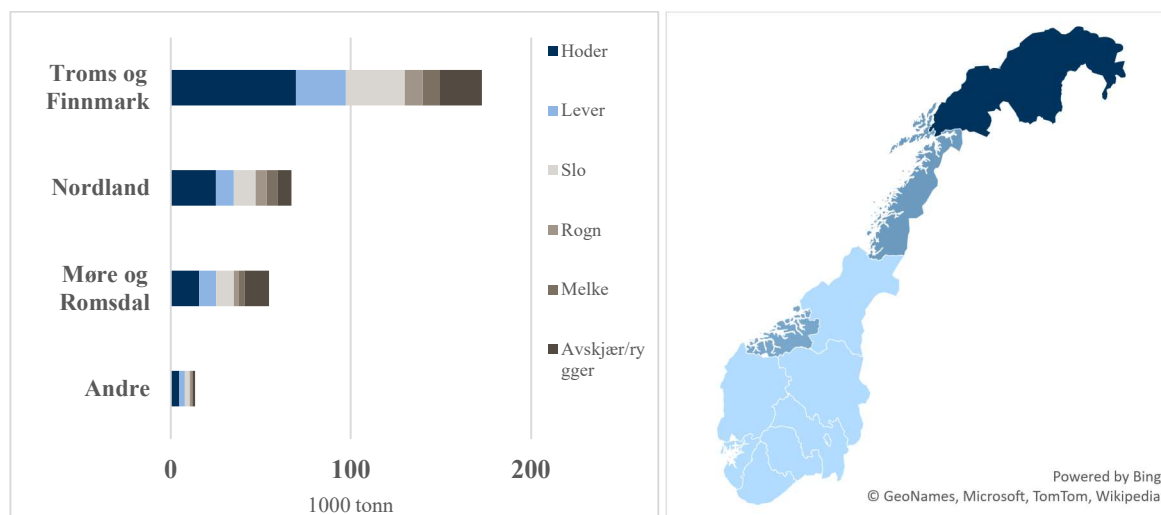 Troms og
Finnmark
Nordland
Møre og
Romsdal
Andre
0
100
200
1000 tonn
Hoder
Lever
Slo
Rogn
Melke
Avskjær/ry
gger
Powered by Bing
© GeoNames, Microsoft, TomTom, Wikipedia